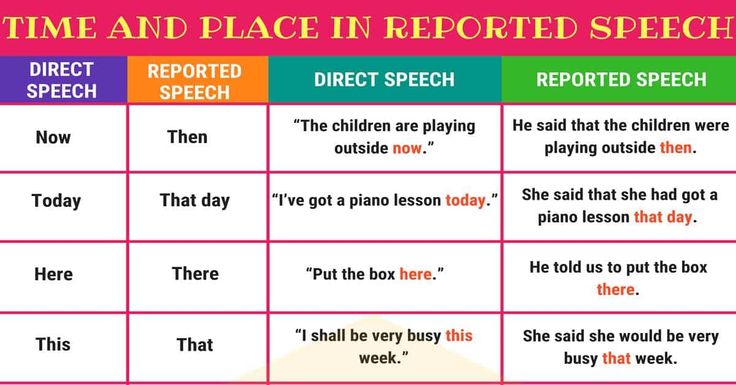 TIME AND PLACE IN REPORTED SPEECH
DIRECT
SPEECH
REPORTED
SPEECH
DIRECT SPEECH
REPORTED SPEECH
Now
Then
“The children are playing
outside now.”
He said that the children were
playing outside then.
Today
That day
“I’ve got a piano lesson today.”
She said that she had got a
piano lesson that day.
Here
There
“Put the box here.”
He told us to put the box
there.
This
That
“I shall be very busy this
week.”
She said she would be very
busy that week.